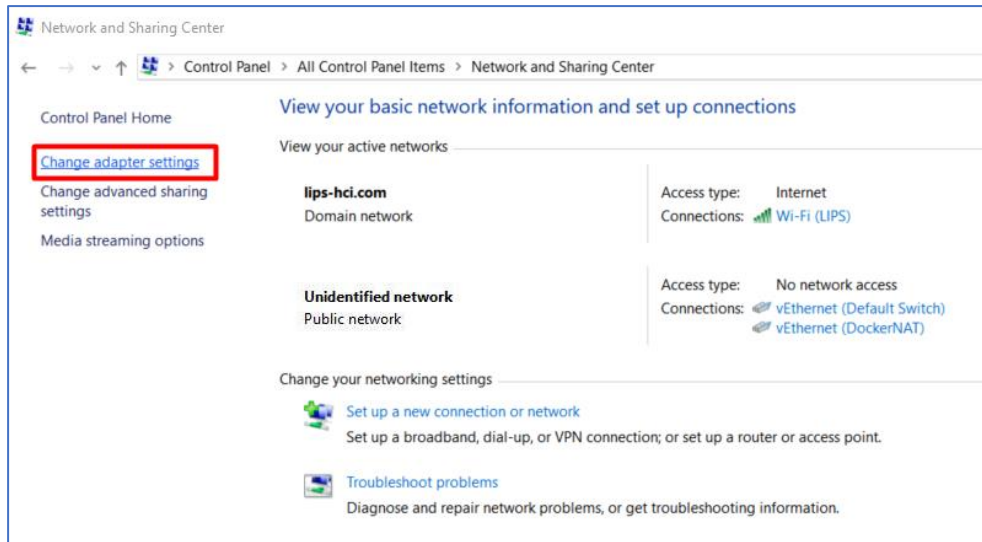 Network and Sharing Center
Control Panel > All Control Panel Items > Network and Sharing Center
Control Panel Home
Change adapter settings
Change advanced sharing
settings
Media streaming options
View your basic network information and set up connections
View your active networks
lips-hci.com
Domain network
Access type: Internet
Connections: Wi-Fi (LIPS)
Unidentified network
Public network
Access type: No network access
Connections: vEthernet (Default Switch)
vEthernet (DockerNAT)
Change your networking settings
Set up a new connection or network
Set up a broadband, dial-up, or VPN connection; or set up a router or access point.
Troubleshoot problems
Diagnose and repair network problems, or get troubleshooting information.